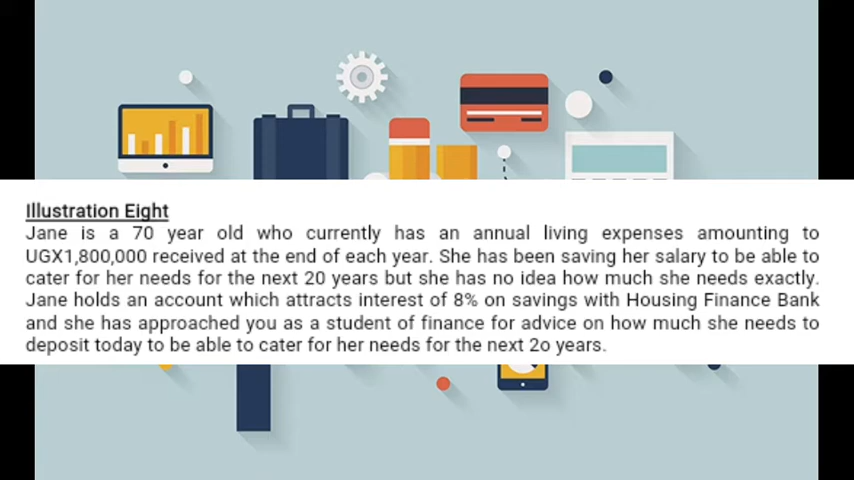 Illustration Eight
Jane is a 70 year old who currently has an annual living expenses amounting to
UGX1,800,000 received at the end of each year. She has been saving her salary to be able to
cater for her needs for the next 20 years but she has no idea how much she needs exactly.
Jane holds an account which attracts interest of 8% on savings with Housing Finance Bank
and she has approached you as a student of finance for advice on how much she needs to
deposit today to be able to cater for her needs for the next 2o years.